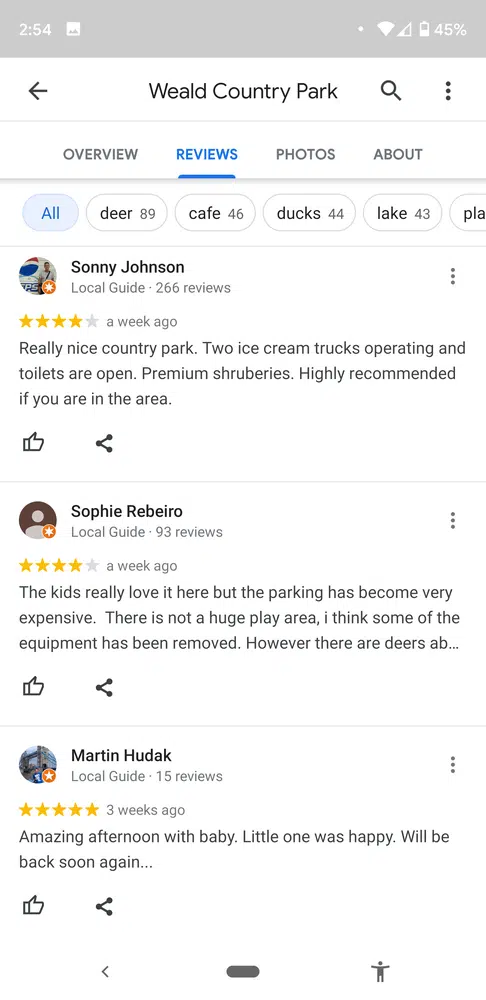 2:54 45%
Weald Country Park
OVERVIEW REVIEWS PHOTOS ABOUT
All deer 89 cafe 46 ducks 44 lake 43 pla
Sonny Johnson
Local Guide · 266 reviews
a week ago
Really nice country park. Two ice cream trucks operating and
toilets are open. Premium shruberies. Highly recommended
if you are in the area.
Sophie Rebeiro
Local Guide · 93 reviews
a week ago
The kids really love it here but the parking has become very
expensive.  There is not a huge play area, i think some of the
equipment has been removed. However there are deers ab...
Martin Hudak
Local Guide · 15 reviews
3 weeks ago
Amazing afternoon with baby. Little one was happy. Will be
back soon again...